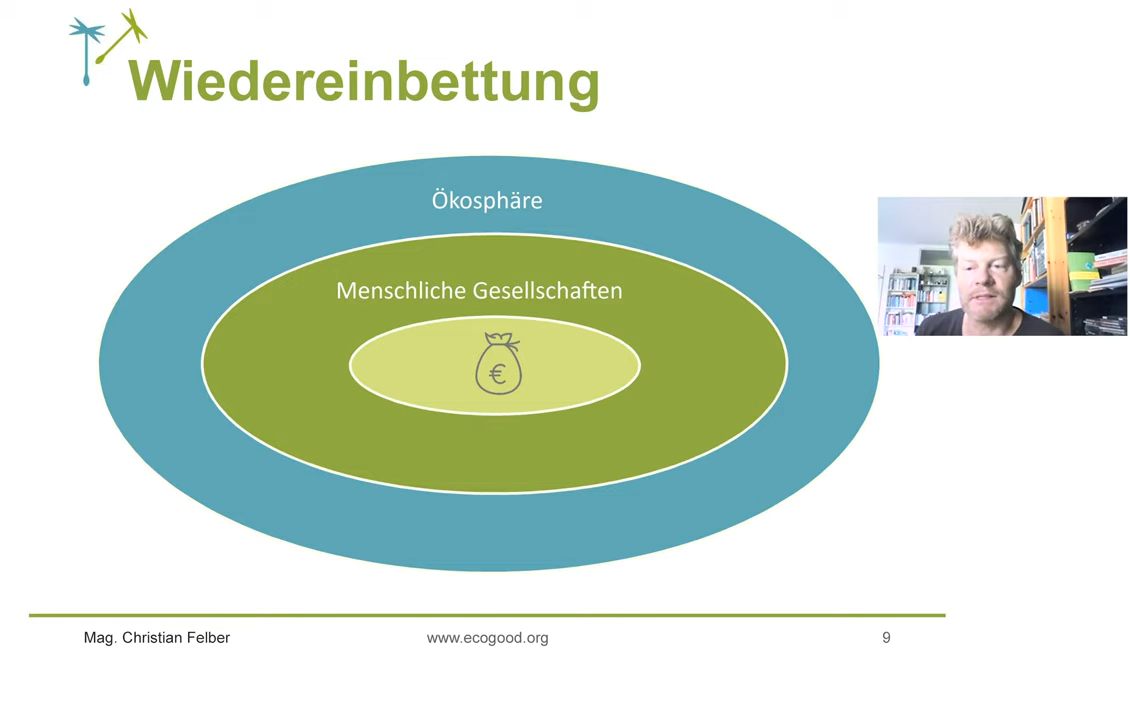 Wiedereinbettung
Ökosphäre
Menschliche Gesellschaften
€
Mag. Christian Felber
www.ecogood.org
9